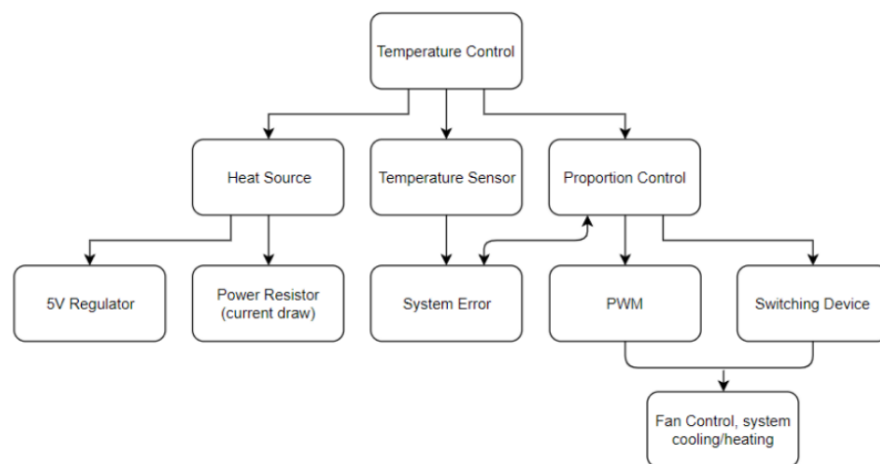 Temperature Control
Heat Source
Temperature Sensor
Proportion Control
5V Regulator
Power Resistor
(current draw)
System Error
PWM
Switching Device
Fan Control, system
cooling/heating